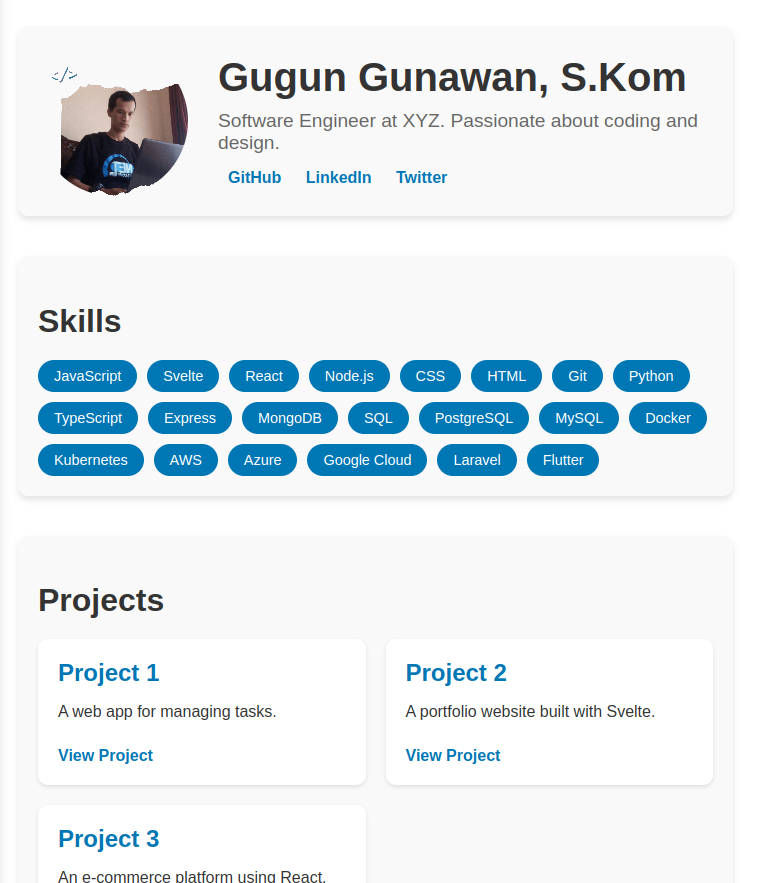 </>
Gugun Gunawan, S.Kom
Software Engineer at XYZ. Passionate about coding and
design.
GitHub LinkedIn Twitter
Skills
JavaScript Svelte React Node.js CSS HTML Git Python
TypeScript Express MongoDB SQL PostgreSQL MySQL Docker
Kubernetes AWS Azure Google Cloud Laravel Flutter
Projects
Project 1 Project 2
A web app for managing tasks. A portfolio website built with Svelte.
View Project View Project
Project 3
An e-commerce platform using React.